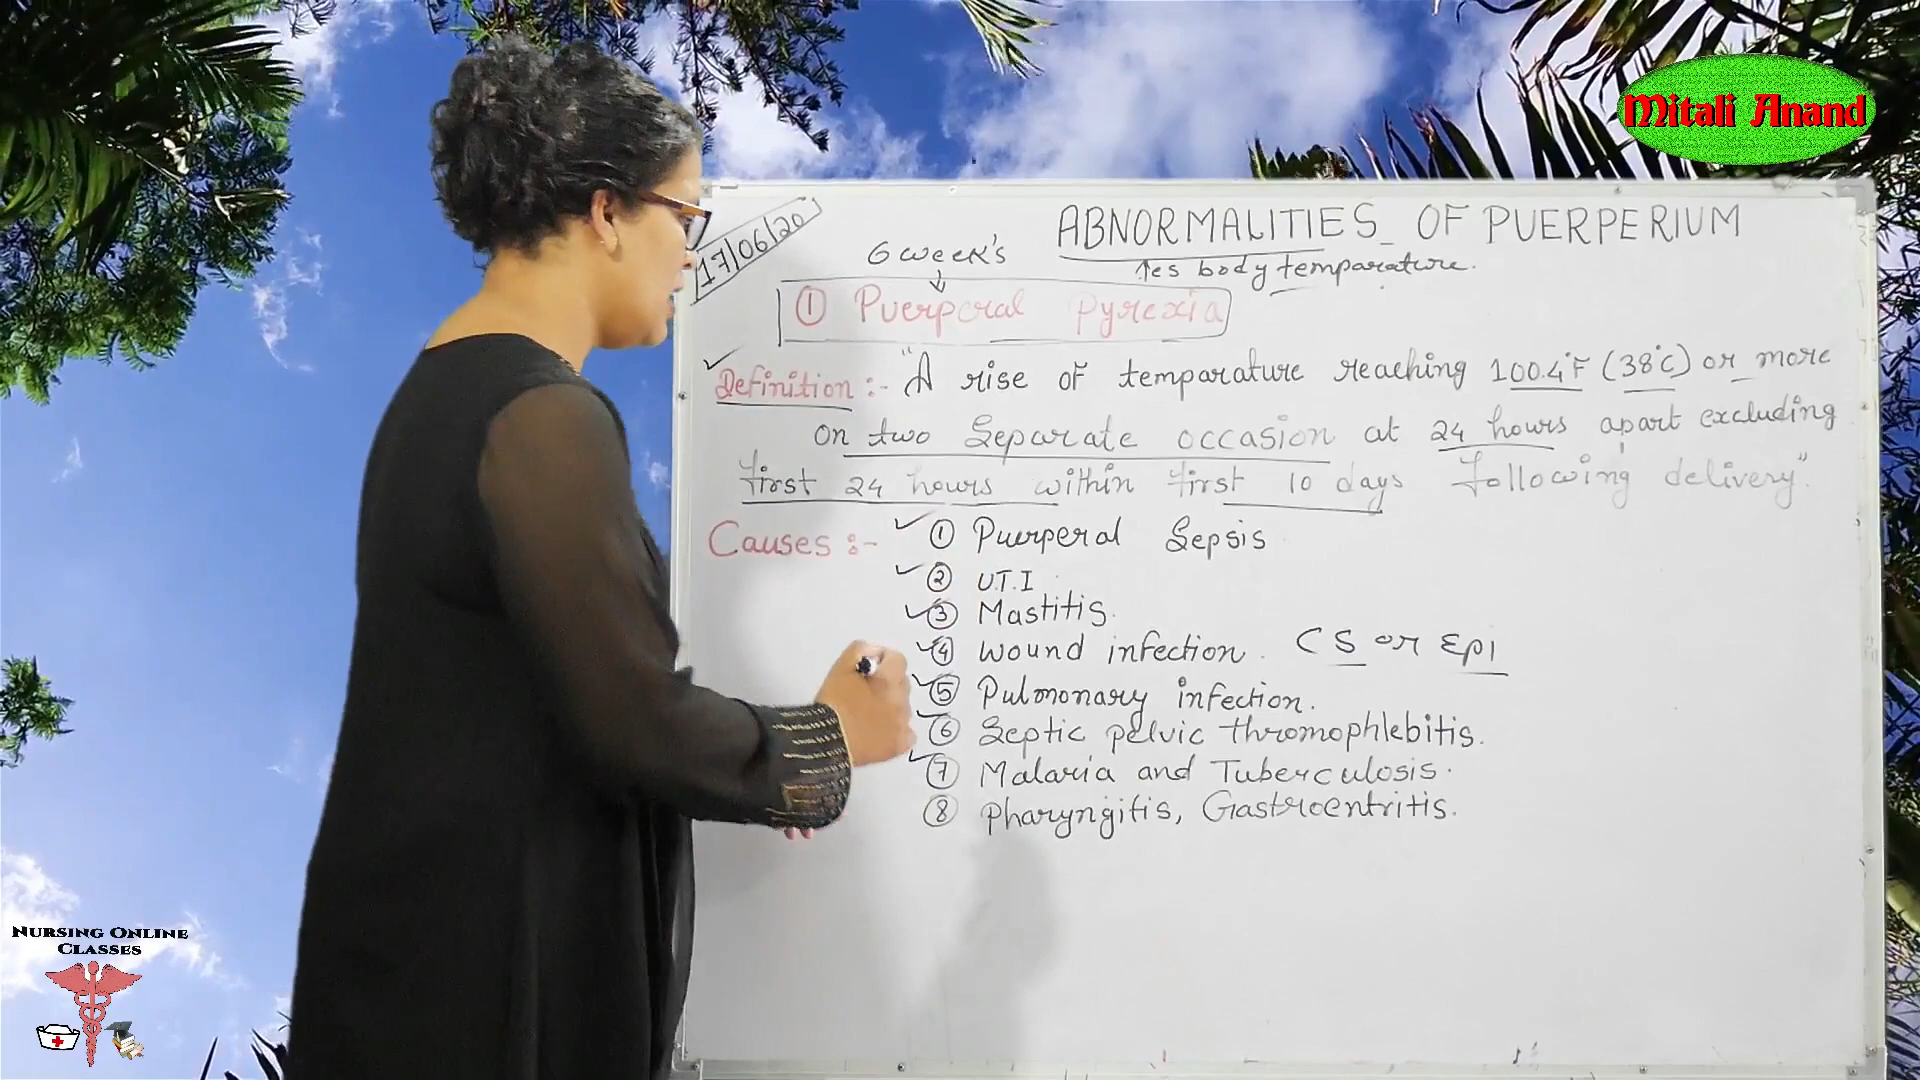 Mitali Anand
17/06/20
ABNORMALITIES OF PUERPERIUM
6 week's
↑es body temparature.
① Puerperal Pyrexia
Definition :- "A rise of temparature reaching 100.4°F (38°C) or more
on two separate occasion at 24 hours apart excluding
first 24 hours within first 10 days following delivery"
Causes :- ① Puerperal Sepsis
② U.T.I
③ Mastitis.
④ Wound infection. CS or Epi
⑤ Pulmonary infection.
⑥ Septic pelvic thromophlebitis.
⑦ Malaria and Tuberculosis.
⑧ Pharyngitis, Gastroentritis.
NURSING ONLINE
CLASSES